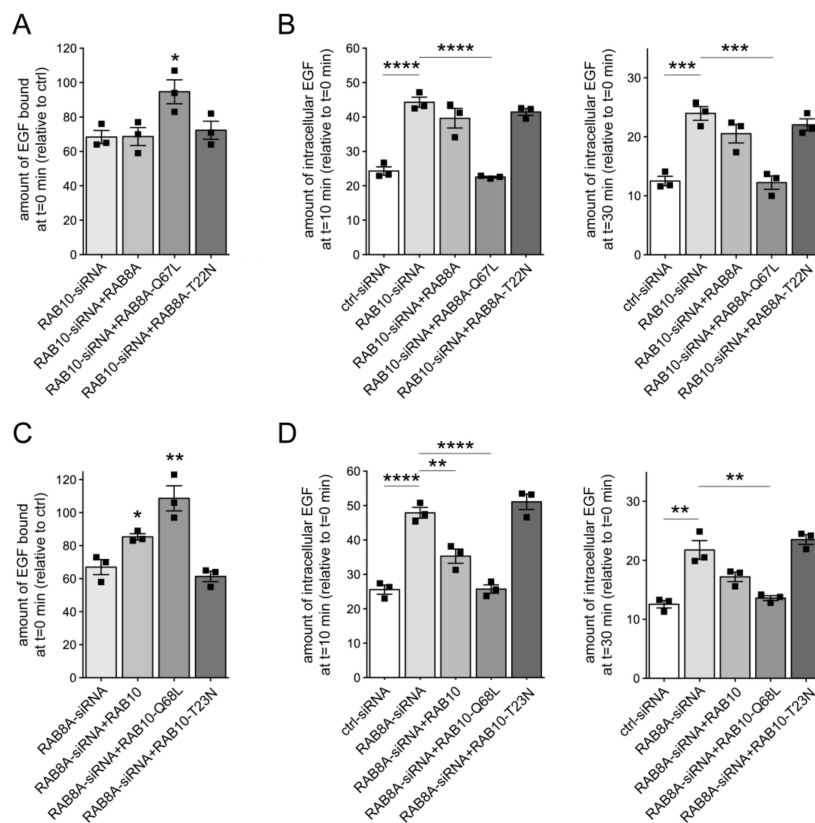 A
amount of EGF bound
at t=0 min (relative to ctrl)
120
100
80
60
40
20
0
*
RAB10-siRNA
RAB10-siRNA+RAB8A
RAB10-siRNA+RAB8A-Q67L
RAB10-siRNA+RAB8A-T22N
B
amount of intracellular EGF
at t=10 min (relative to t=0 min)
60
40
20
0
****
****
ctrl-siRNA
RAB10-siRNA
RAB10-siRNA+RAB8A
RAB10-siRNA+RAB8A-Q67L
RAB10-siRNA+RAB8A-T22N
amount of intracellular EGF
at t=30 min (relative to t=0 min)
30
20
10
0
***
***
ctrl-siRNA
RAB10-siRNA
RAB10-siRNA+RAB8A
RAB10-siRNA+RAB8A-Q67L
RAB10-siRNA+RAB8A-T22N
C
amount of EGF bound
at t=0 min (relative to ctrl)
120
100
80
60
40
20
0
*
**
RAB8A-siRNA
RAB8A-siRNA+RAB10
RAB8A-siRNA+RAB10-Q68L
RAB8A-siRNA+RAB10-T23N
D
amount of intracellular EGF
at t=10 min (relative to t=0 min)
60
50
40
30
20
10
0
****
**
****
ctrl-siRNA
RAB8A-siRNA
RAB8A-siRNA+RAB10
RAB8A-siRNA+RAB10-Q68L
RAB8A-siRNA+RAB10-T23N
amount of intracellular EGF
at t=30 min (relative to t=0 min)
30
20
10
0
**
**
ctrl-siRNA
RAB8A-siRNA
RAB8A-siRNA+RAB10
RAB8A-siRNA+RAB10-Q68L
RAB8A-siRNA+RAB10-T23N